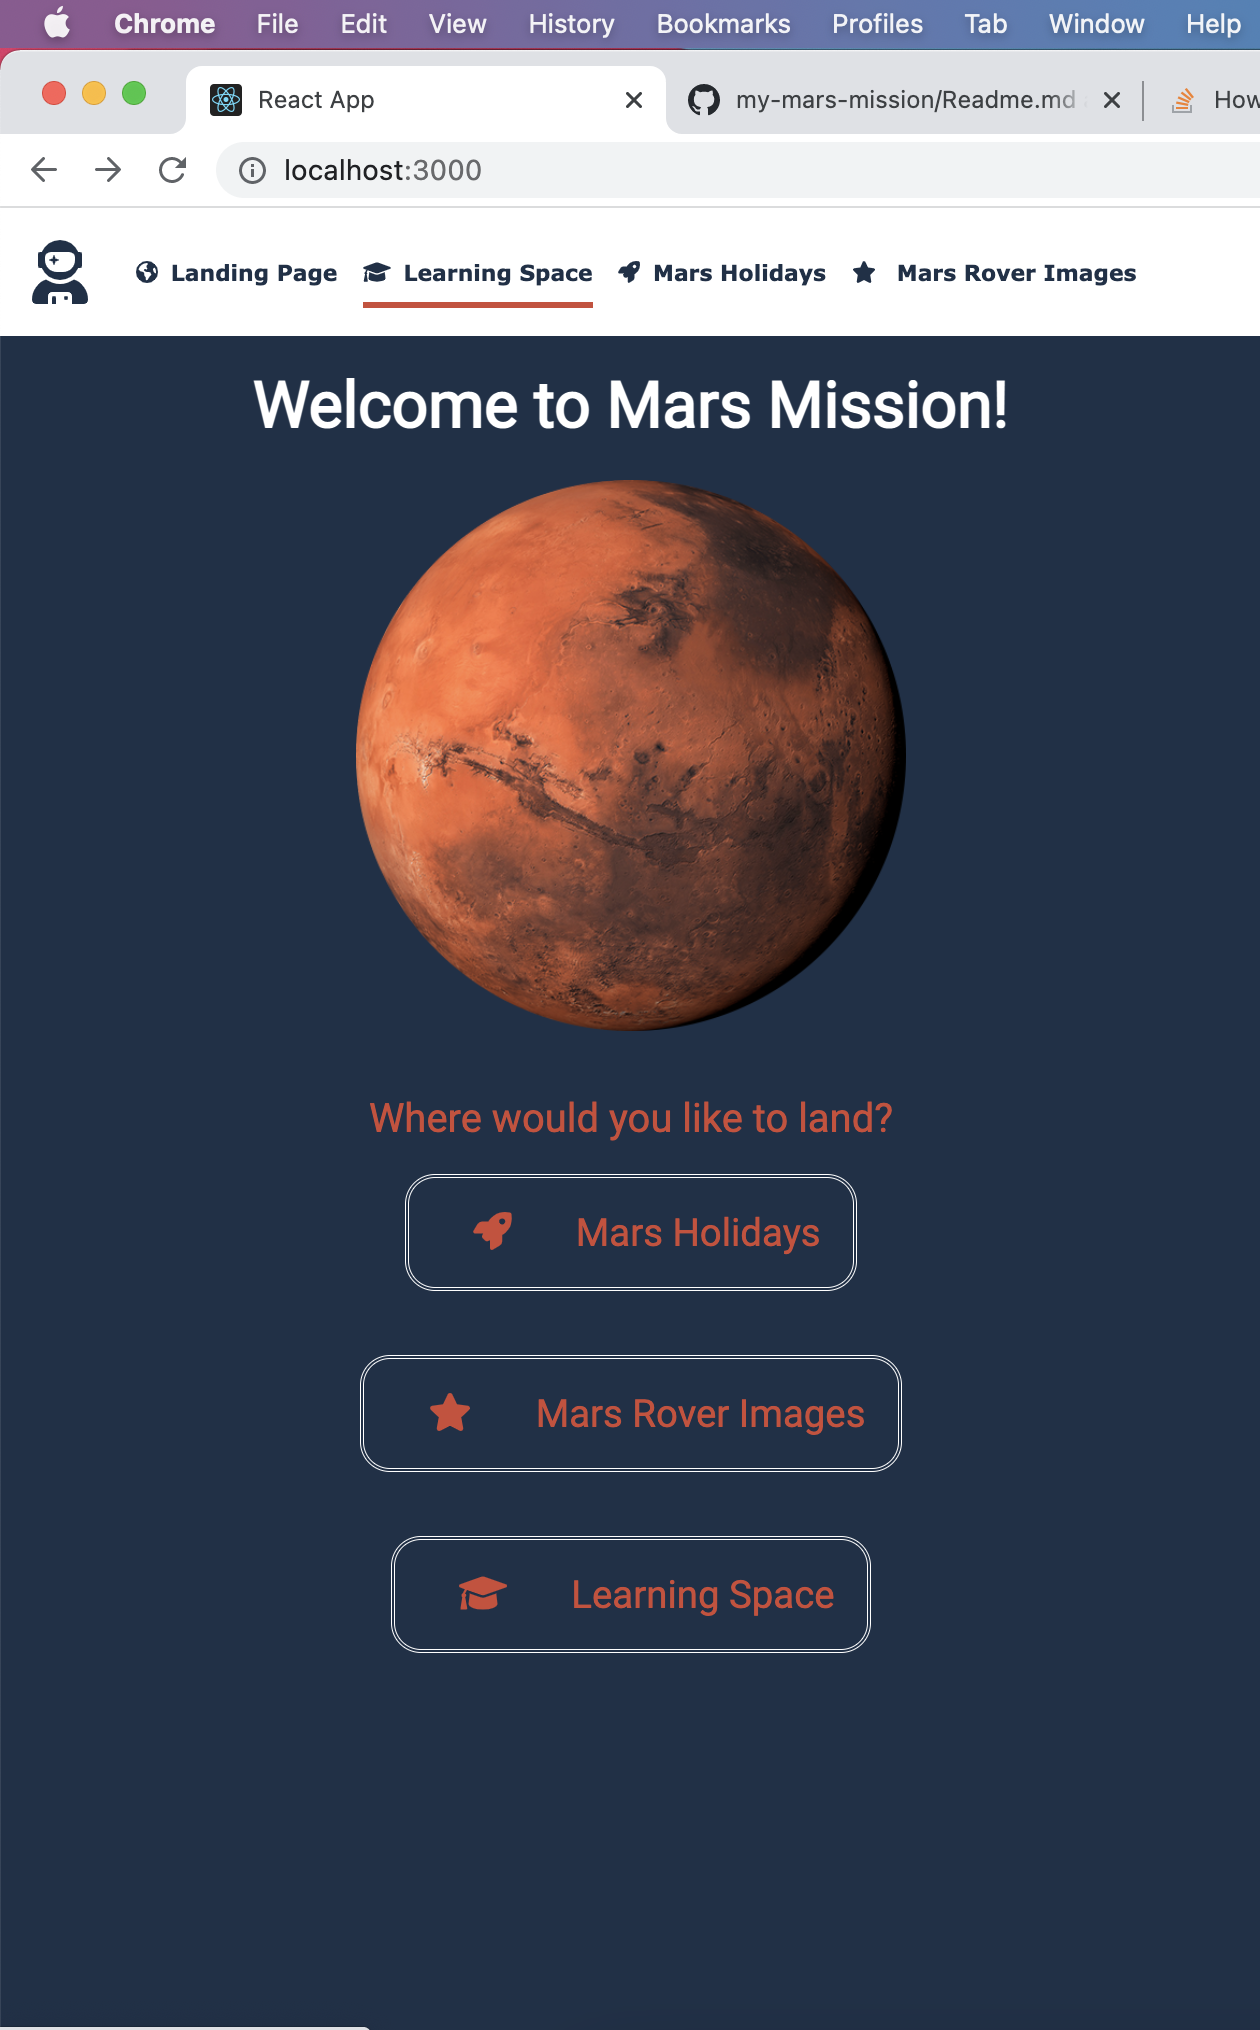 Chrome File Edit View History Bookmarks Profiles Tab Window Help
React App my-mars-mission/Readme.md How
localhost:3000
Landing Page Learning Space Mars Holidays Mars Rover Images
Welcome to Mars Mission!
Where would you like to land?
Mars Holidays
Mars Rover Images
Learning Space